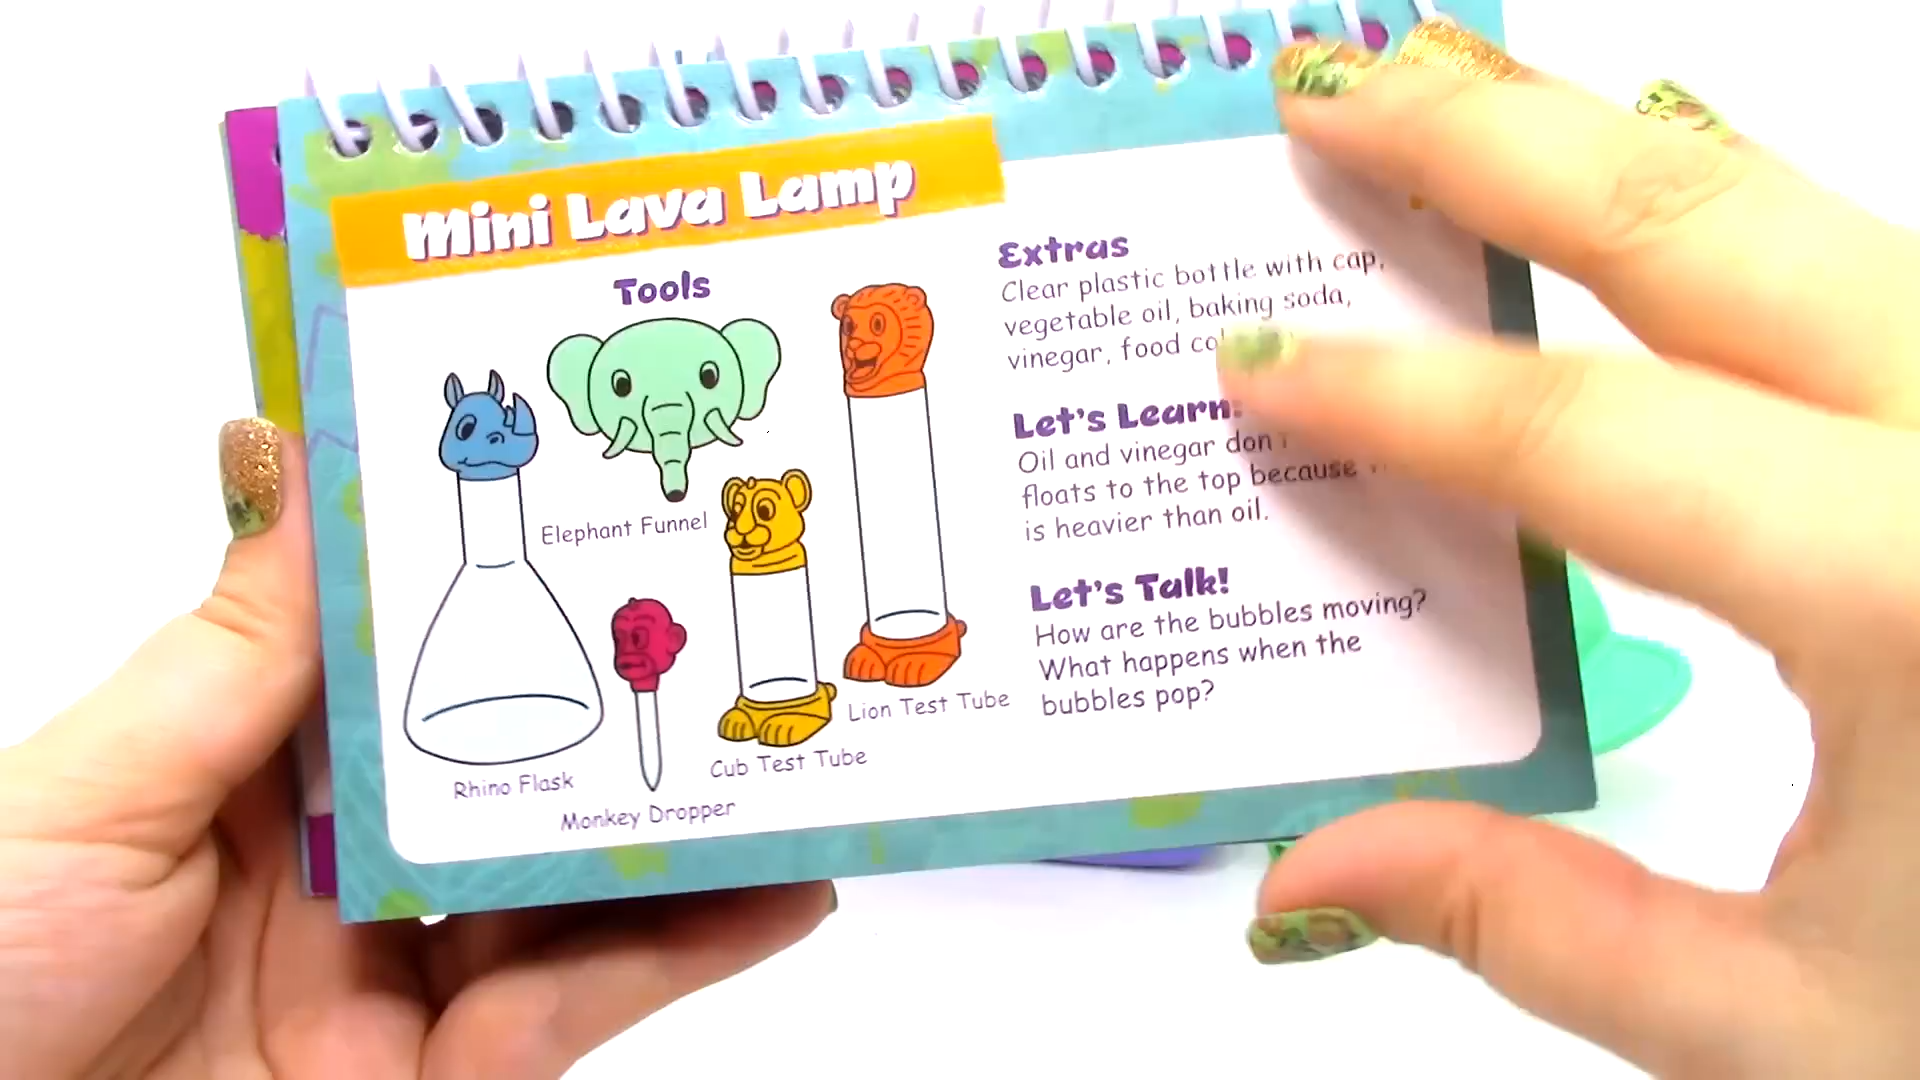 Mini Lava Lamp
Tools
Elephant Funnel
Rhino Flask
Monkey Dropper
Cub Test Tube
Lion Test Tube
Extras
Clear plastic bottle with cap,
vegetable oil, baking soda,
vinegar, food
Let's Learn!
Oil and vinegar
floats to the top because
is heavier than oil.
Let's Talk!
How are the bubbles moving?
What happens when the
bubbles pop?